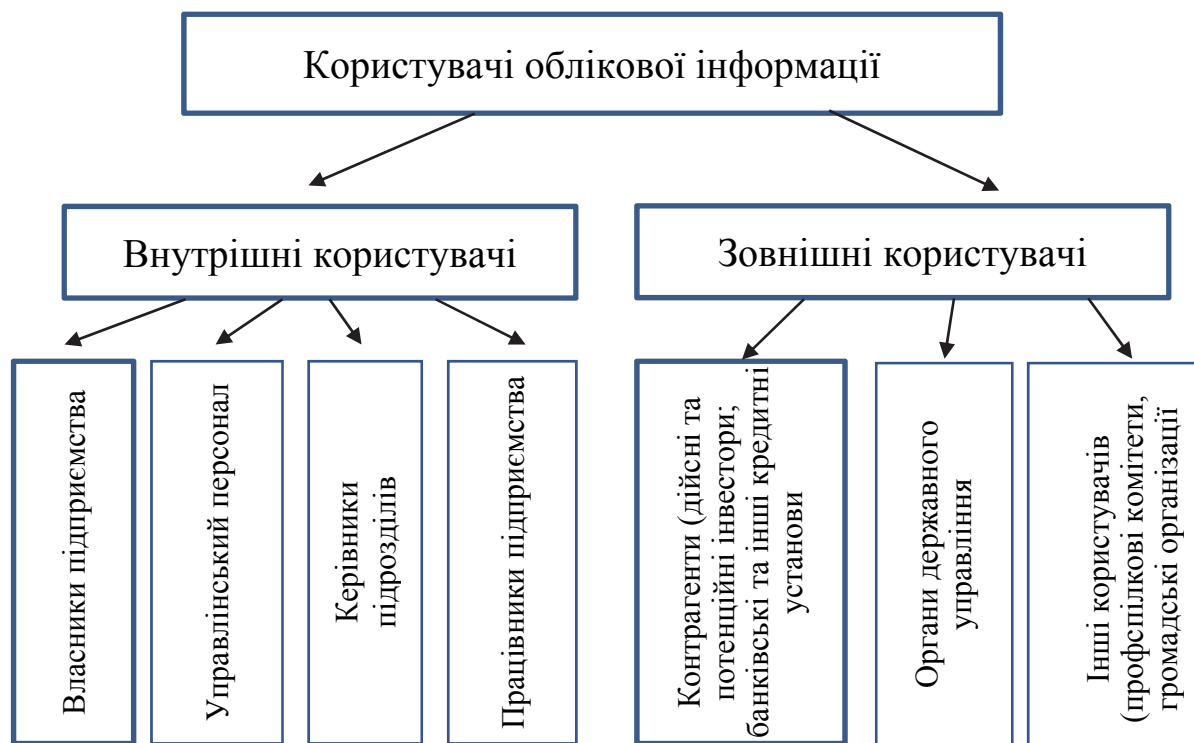 Користувачі облікової інформації
Внутрішні користувачі
Зовнішні користувачі
Власники підприємства
Управлінський персонал
Керівники
підрозділів
Працівники підприємства
Контрагенти (дійсні та
потенційні інвестори;
банківські та інші кредитні
установи
Органи державного
управління
Інші користувачів
(профспілкові комітети,
громадські організації